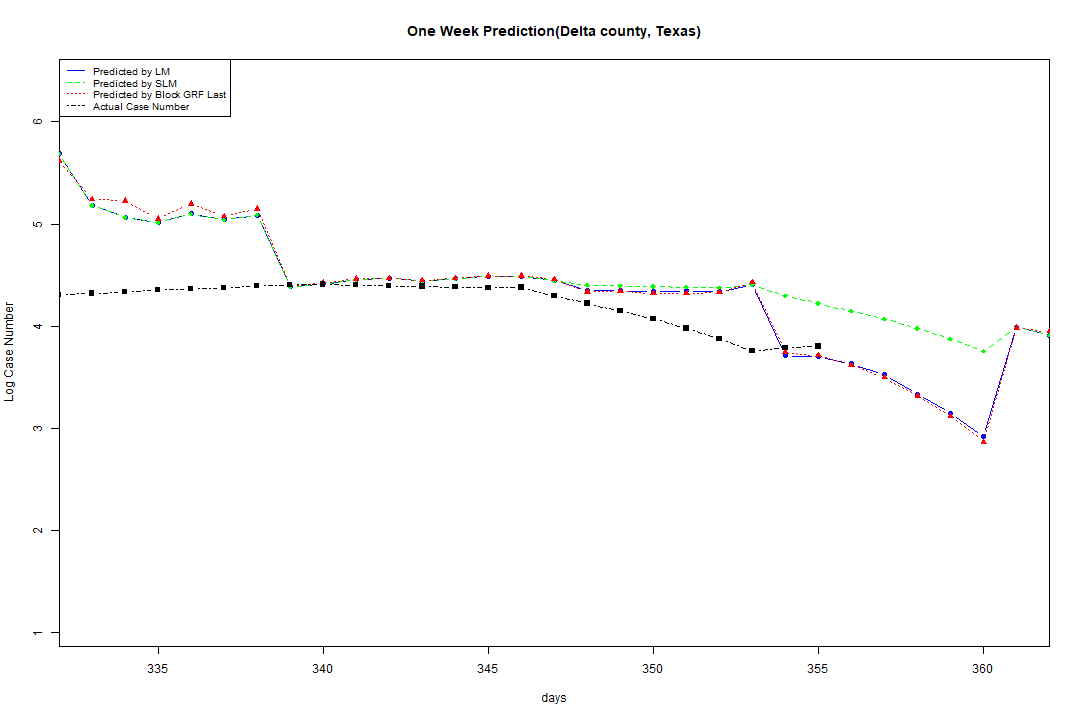 One Week Prediction(Delta county, Texas)
Predicted by LM
Predicted by SLM
Predicted by Block GRF Last
Actual Case Number
6
5
4
3
2
1
Log Case Number
335 340 345 350 355 360
days